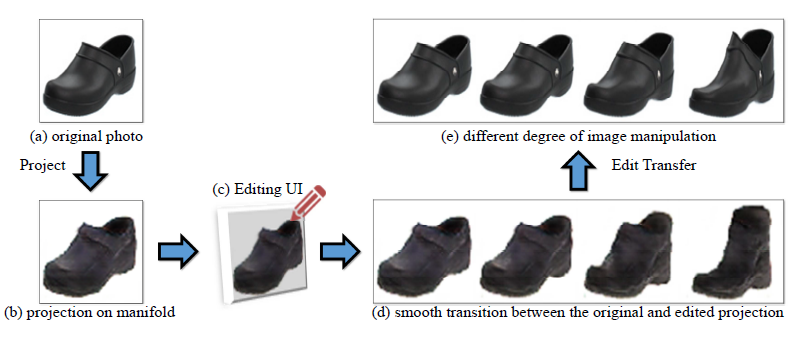 (a) original photo
Project
(b) projection on manifold
(c) Editing UI
(d) smooth transition between the original and edited projection
Edit Transfer
(e) different degree of image manipulation